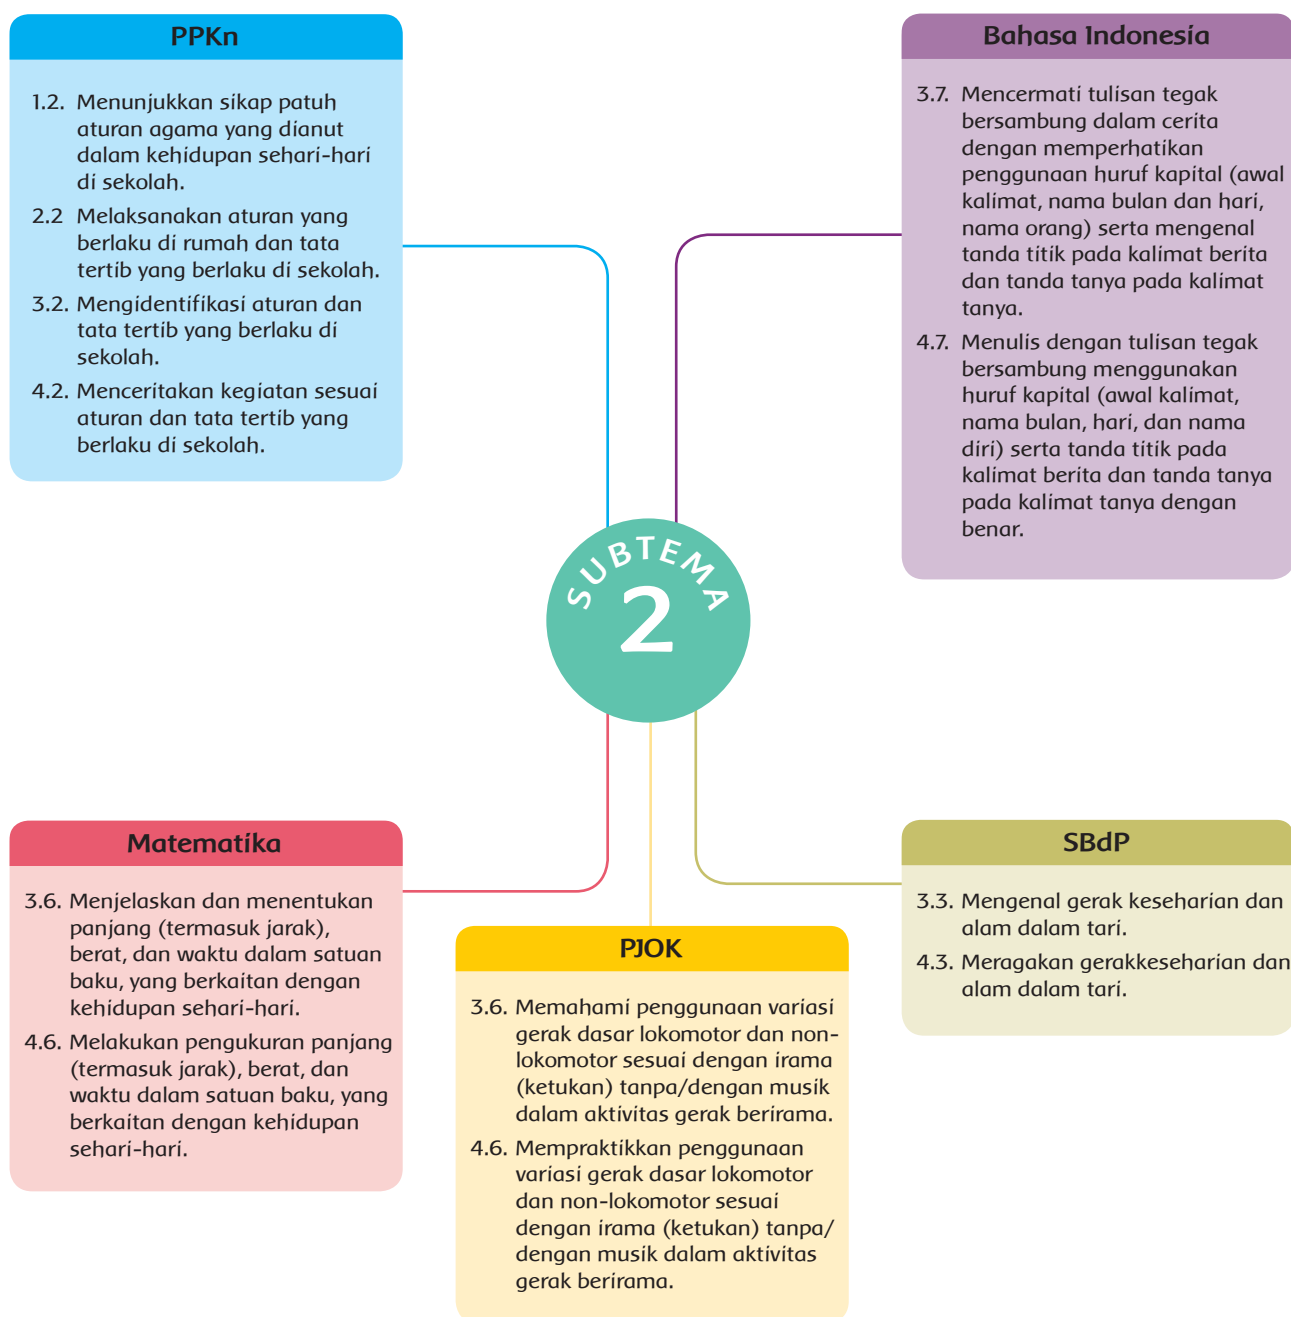 PPKn
1.2. Menunjukkan sikap patuh
aturan agama yang dianut
dalam kehidupan sehari-hari
di sekolah.
2.2 Melaksanakan aturan yang
berlaku di rumah dan tata
tertib yang berlaku di sekolah.
3.2. Mengidentifikasi aturan dan
tata tertib yang berlaku di
sekolah.
4.2. Menceritakan kegiatan sesuai
aturan dan tata tertib yang
berlaku di sekolah.
Bahasa Indonesia
3.7. Mencermati tulisan tegak
bersambung dalam cerita
dengan memperhatikan
penggunaan huruf kapital (awal
kalimat, nama bulan dan hari,
nama orang) serta mengenal
tanda titik pada kalimat berita
dan tanda tanya pada kalimat
tanya.
4.7. Menulis dengan tulisan tegak
bersambung menggunakan
huruf kapital (awal kalimat,
nama bulan, hari, dan nama
diri) serta tanda titik pada
kalimat berita dan tanda tanya
pada kalimat tanya dengan
benar.
SUBTEMA
2
Matematika
3.6. Menjelaskan dan menentukan
panjang (termasuk jarak),
berat, dan waktu dalam satuan
baku, yang berkaitan dengan
kehidupan sehari-hari.
4.6. Melakukan pengukuran panjang
(termasuk jarak), berat, dan
waktu dalam satuan baku, yang
berkaitan dengan kehidupan
sehari-hari.
PJOK
3.6. Memahami penggunaan variasi
gerak dasar lokomotor dan non-
lokomotor sesuai dengan irama
(ketukan) tanpa/dengan musik
dalam aktivitas gerak berirama.
4.6. Mempraktikkan penggunaan
variasi gerak dasar lokomotor
dan non-lokomotor sesuai
dengan irama (ketukan) tanpa/
dengan musik dalam aktivitas
gerak berirama.
SBdP
3.3. Mengenal gerak keseharian dan
alam dalam tari.
4.3. Meragakan gerakkeseharian dan
alam dalam tari.